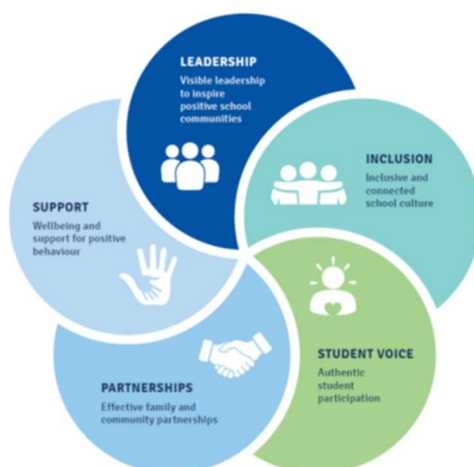 LEADERSHIP
Visible leadership
to inspire
positive school
communities
INCLUSION
Inclusive and
connected
school culture
STUDENT VOICE
Authentic
student
participation
PARTNERSHIPS
Effective family and
community partnerships
SUPPORT
Wellbeing and
support for positive
behaviour